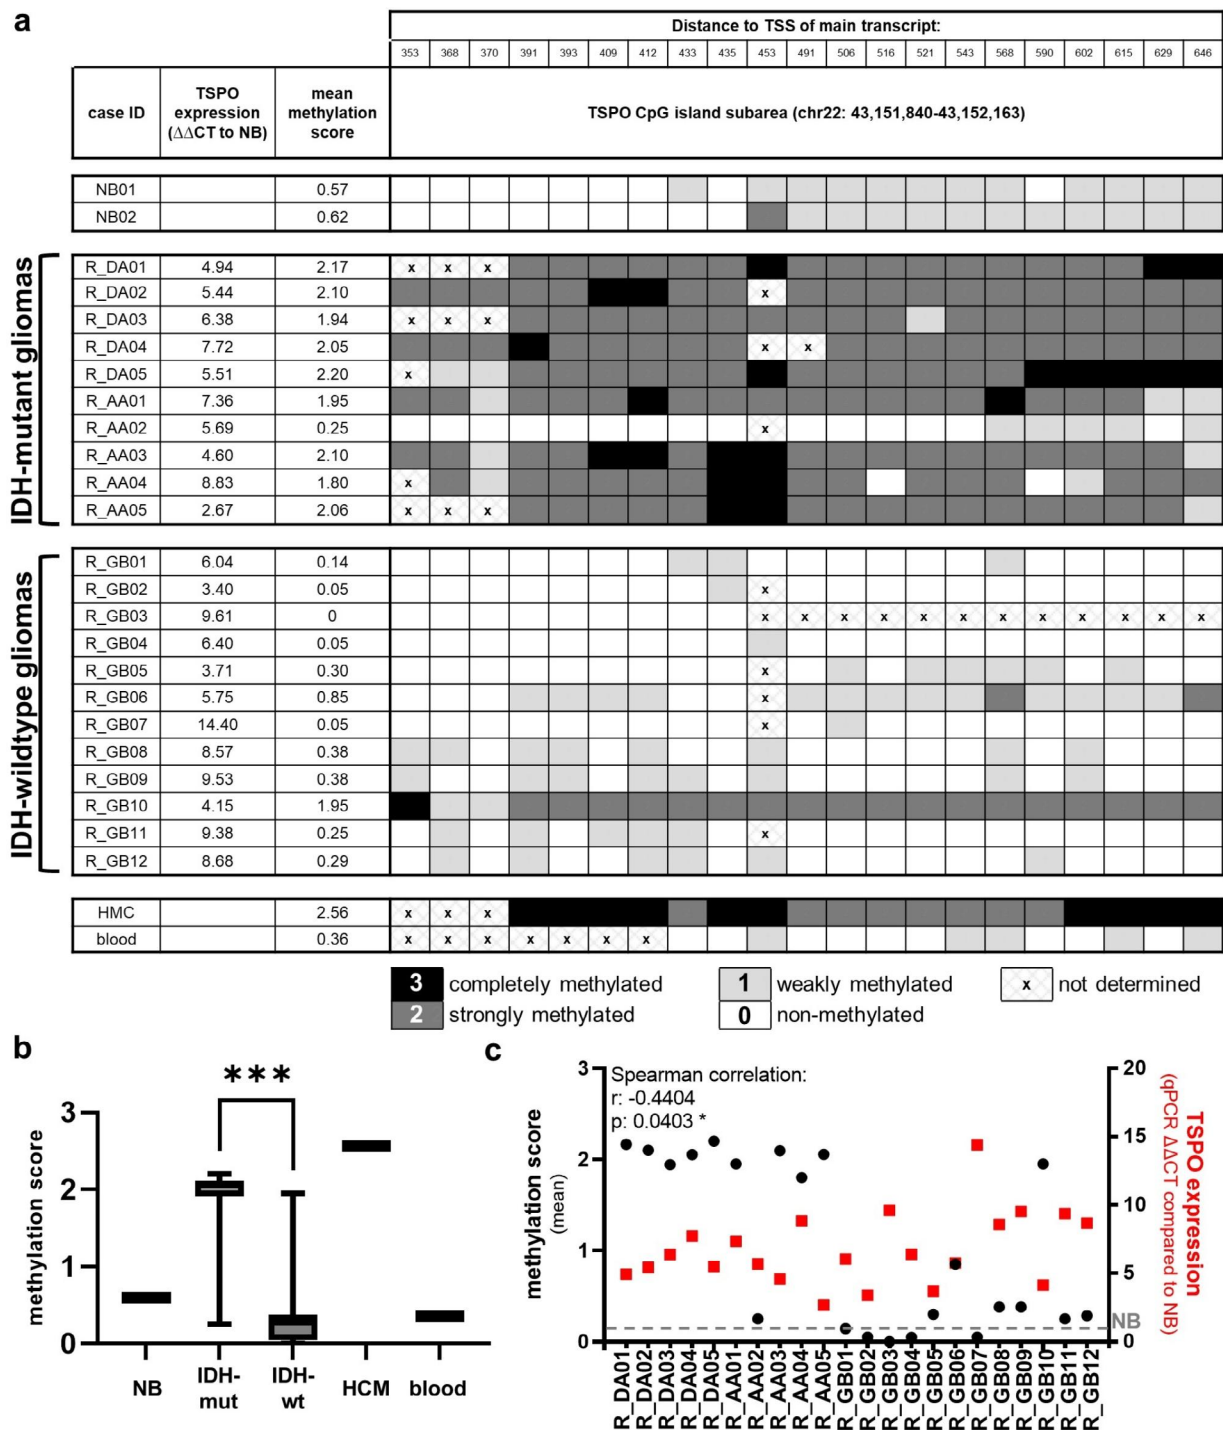 a
Distance to TSS of main transcript:
353 368 370 391 393 409 412 433 435 453 491 506 516 521 543 568 590 602 615 629 646
case ID TSPO expression (ΔΔCT to NB) mean methylation score TSPO CpG island subarea (chr22: 43,151,840-43,152,163)
NB01 0.57
NB02 0.62
IDH-mutant gliomas
R_DA01 4.94 2.17 x x x
R_DA02 5.44 2.10 x
R_DA03 6.38 1.94 x x x
R_DA04 7.72 2.05 x x
R_DA05 5.51 2.20 x
R_AA01 7.36 1.95
R_AA02 5.69 0.25 x
R_AA03 4.60 2.10
R_AA04 8.83 1.80 x
R_AA05 2.67 2.06 x x x
IDH-wildtype gliomas
R_GB01 6.04 0.14
R_GB02 3.40 0.05 x
R_GB03 9.61 0 x x x x x x x x x x x x
R_GB04 6.40 0.05
R_GB05 3.71 0.30 x
R_GB06 5.75 0.85 x
R_GB07 14.40 0.05 x
R_GB08 8.57 0.38
R_GB09 9.53 0.38
R_GB10 4.15 1.95
R_GB11 9.38 0.25 x
R_GB12 8.68 0.29
HMC 2.56 x x x
blood 0.36 x x x x x x x
3 completely methylated 1 weakly methylated x not determined
2 strongly methylated 0 non-methylated
b
***
3
2
1
0
methylation score
NB IDH-mut IDH-wt HCM blood
c
Spearman correlation:
r: -0.4404
p: 0.0403 *
3
2
1
0
methylation score
(mean)
20
15
10
5
0
TSPO expression
(qPCR ΔΔCT compared to NB)
NB
R_DA01 R_DA02 R_DA03 R_DA04 R_DA05 R_AA01 R_AA02 R_AA03 R_AA04 R_AA05 R_GB01 R_GB02 R_GB03 R_GB04 R_GB05 R_GB06 R_GB07 R_GB08 R_GB09 R_GB10 R_GB11 R_GB12